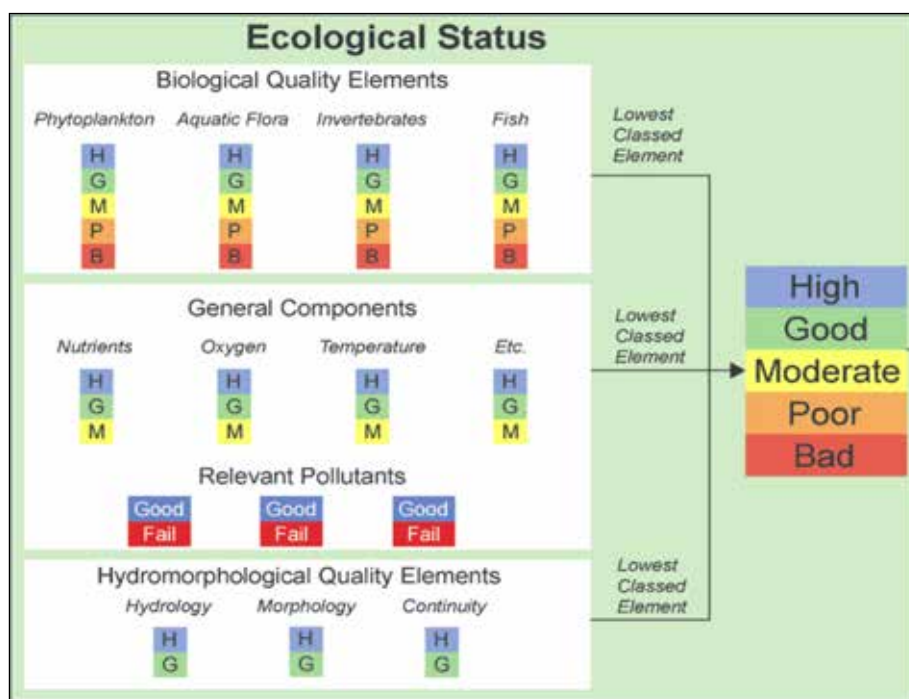 Ecological Status
Biological Quality Elements
Phytoplankton Aquatic Flora Invertebrates Fish
H H H H
G G G G
M M M M
P P P P
B B B B
Lowest
Classed
Element
General Components
Nutrients Oxygen Temperature Etc.
H H H H
G G G G
M M M M
Relevant Pollutants
Good Good Good
Fail Fail Fail
Lowest
Classed
Element
Hydromorphological Quality Elements
Hydrology Morphology Continuity
H H H
G G G
Lowest
Classed
Element
High
Good
Moderate
Poor
Bad